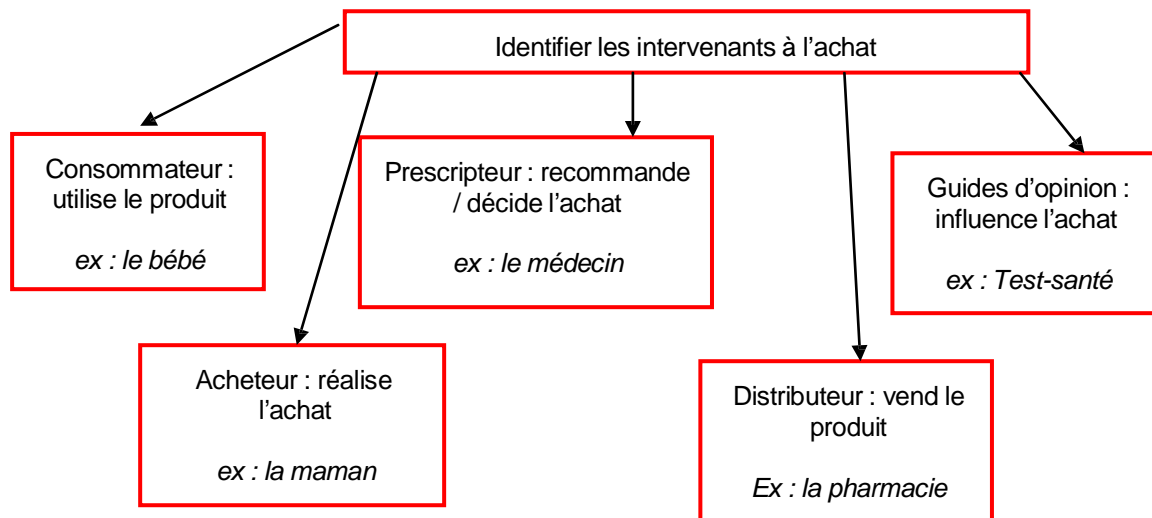 Identifier les intervenants à l’achat
Consommateur :
utilise le produit
ex : le bébé
Prescripteur : recommande
/ décide l’achat
ex : le médecin
Guides d’opinion :
influence l’achat
ex : Test-santé
Acheteur : réalise
l’achat
ex : la maman
Distributeur : vend le
produit
Ex : la pharmacie